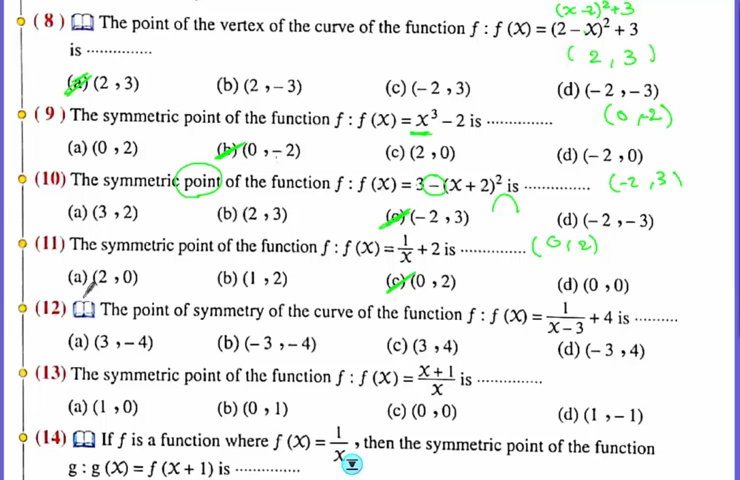 (x-2)²+3
(8) The point of the vertex of the curve of the function f : f (X) = (2 – X)² + 3
is ··············
(2,3)
(a) (2 , 3) (b) (2 , – 3) (c) (– 2 , 3) (d) (– 2 , – 3)
(9) The symmetric point of the function f : f (X) = X³ – 2 is ··············
(0,-2)
(a) (0 , 2) (b) (0 , – 2) (c) (2 , 0) (d) (– 2 , 0)
(10) The symmetric point of the function f : f (X) = 3 – (X + 2)² is ··············
(-2,3)
(a) (3 , 2) (b) (2 , 3) (c) (– 2 , 3) (d) (– 2 , – 3)
(11) The symmetric point of the function f : f (X) = 1/X + 2 is ··············
(0,2)
(a) (2 , 0) (b) (1 , 2) (c) (0 , 2) (d) (0 , 0)
(12) The point of symmetry of the curve of the function f : f (X) = 1/(X – 3) + 4 is ··········
(a) (3 , – 4) (b) (– 3 , – 4) (c) (3 , 4) (d) (– 3 , 4)
(13) The symmetric point of the function f : f (X) = (X + 1)/X is ··············
(a) (1 , 0) (b) (0 , 1) (c) (0 , 0) (d) (1 , – 1)
(14) If f is a function where f (X) = 1/X , then the symmetric point of the function
g : g (X) = f (X + 1) is ··············